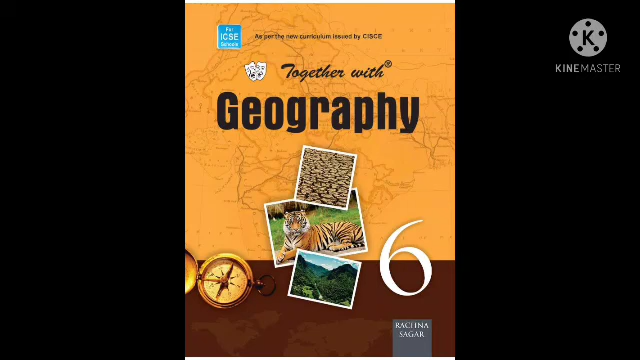 For
ICSE
Schools
As per the new curriculum issued by CISCE
Together with®
Geography
6
RACHNA
SAGAR
KINEMASTER